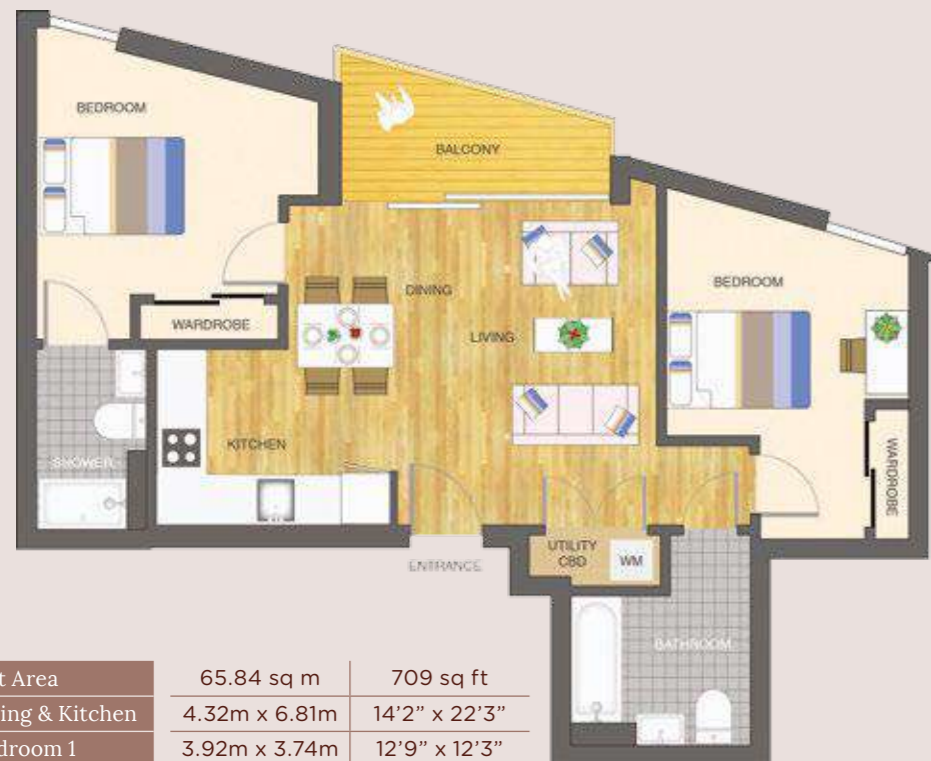 BEDROOM
BALCONY
BEDROOM
DINING
WARDROBE
LIVING
KITCHEN
WARDROBE
SHOWER
UTILITY
CBD
WM
ENTRANCE
BATHROOM
t Area 65.84 sq m 709 sq ft
ing & Kitchen 4.32m x 6.81m 14’2” x 22’3”
droom 1 3.92m x 3.74m 12’9” x 12’3”